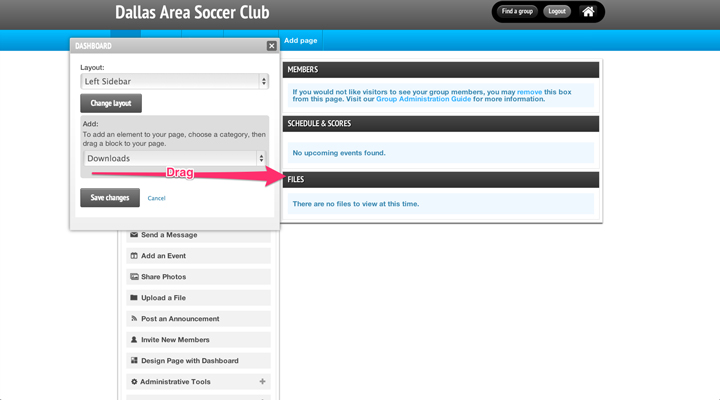 Dallas Area Soccer Club
Find a group
Logout
Add page
DASHBOARD
Layout:
Left Sidebar
Change layout
Add:
To add an element to your page, choose a category, then
drag a block to your page.
Downloads
Drag
Save changes
Cancel
MEMBERS
If you would not like visitors to see your group members, you may remove this box
from this page. Visit our Group Administration Guide for more information.
SCHEDULE & SCORES
No upcoming events found.
FILES
There are no files to view at this time.
Send a Message
Add an Event
Share Photos
Upload a File
Post an Announcement
Invite New Members
Design Page with Dashboard
Administrative Tools